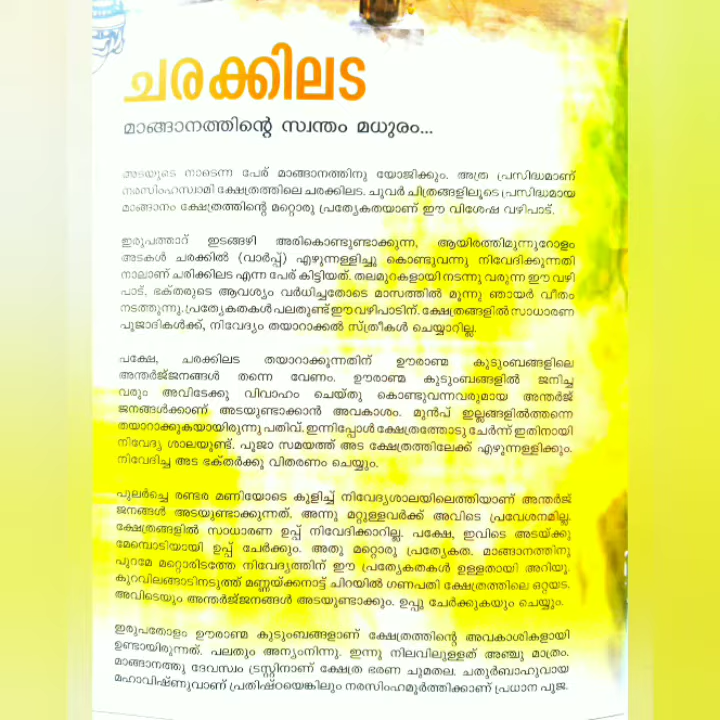 ചരക്കിലട
മാങ്ങാനത്തിന്റെ സ്വന്തം മധുരം...
അടയുടെ നാടെന്ന പേര് മാങ്ങാനത്തിനു യോജിക്കും. അത്ര പ്രസിദ്ധമാണ്
നരസിംഹസ്വാമി ക്ഷേത്രത്തിലെ ചരക്കിലട. ചുവർ ചിത്രങ്ങളിലൂടെ പ്രസിദ്ധമായ
മാങ്ങാനം ക്ഷേത്രത്തിന്റെ മറ്റൊരു പ്രത്യേകതയാണ് ഈ വിശേഷ വഴിപാട്.
ഇരുപത്താറ് ഇടങ്ങഴി അരികൊണ്ടുണ്ടാക്കുന്ന, ആയിരത്തിമുന്നൂറോളം
അടകൾ ചരക്കിൽ (വാർപ്പ്) എഴുന്നള്ളിച്ചു കൊണ്ടുവന്നു നിവേദിക്കുന്നതി
നാലാണ് ചരിക്കിലട എന്ന പേര് കിട്ടിയത്. തലമുറകളായി നടന്നു വരുന്ന ഈ വഴി
പാട്, ഭക്തരുടെ ആവശ്യം വർധിച്ചതോടെ മാസത്തിൽ മൂന്നു ഞായർ വീതം
നടത്തുന്നു. പ്രത്യേകതകൾ പലതുണ്ട് ഈ വഴിപാടിന്. ക്ഷേത്രങ്ങളിൽ സാധാരണ
പൂജാദികൾക്ക്, നിവേദ്യം തയാറാക്കൽ സ്ത്രീകൾ ചെയ്യാറില്ല.
പക്ഷേ, ചരക്കിലട തയാറാക്കുന്നതിന് ഊരാണ്മ കുടുംബങ്ങളിലെ
അന്തർജ്ജനങ്ങൾ തന്നെ വേണം. ഊരാണ്മ കുടുംബങ്ങളിൽ ജനിച്ച
വരും അവിടേക്കു വിവാഹം ചെയ്തു കൊണ്ടുവന്നവരുമായ അന്തർജ്
ജനങ്ങൾക്കാണ് അടയുണ്ടാക്കാൻ അവകാശം. മുൻപ് ഇല്ലങ്ങളിൽത്തന്നെ
തയാറാക്കുകയായിരുന്നു പതിവ്. ഇന്നിപ്പോൾ ക്ഷേത്രത്തോടു ചേർന്ന് ഇതിനായി
നിവേദ്യ ശാലയുണ്ട്. പൂജാ സമയത്ത് അട ക്ഷേത്രത്തിലേക്ക് എഴുന്നള്ളിക്കും.
നിവേദിച്ച അട ഭക്തർക്കു വിതരണം ചെയ്യും.
പുലർച്ചെ രണ്ടര മണിയോടെ കുളിച്ച് നിവേദ്യശാലയിലെത്തിയാണ് അന്തർജ്
ജനങ്ങൾ അടയുണ്ടാക്കുന്നത്. അന്നു മറ്റുള്ളവർക്ക് അവിടെ പ്രവേശനമില്ല.
ക്ഷേത്രങ്ങളിൽ സാധാരണ ഉപ്പ് നിവേദിക്കാറില്ല. പക്ഷേ, ഇവിടെ അടയ്ക്കു
മേമ്പൊടിയായി ഉപ്പ് ചേർക്കും. അതു മറ്റൊരു പ്രത്യേകത. മാങ്ങാനത്തിനു
പുറമേ മറ്റൊരിടത്തേ നിവേദ്യത്തിന് ഈ പ്രത്യേകതകൾ ഉള്ളതായി അറിയൂ.
കുറവിലങ്ങാടിനടുത്ത് മണ്ണയ്ക്കനാട്ട് ചിറയിൽ ഗണപതി ക്ഷേത്രത്തിലെ ഒറ്റയട.
അവിടെയും അന്തർജ്ജനങ്ങൾ അടയുണ്ടാക്കും. ഉപ്പു ചേർക്കുകയും ചെയ്യും.
ഇരുപതോളം ഊരാണ്മ കുടുംബങ്ങളാണ് ക്ഷേത്രത്തിന്റെ അവകാശികളായി
ഉണ്ടായിരുന്നത്. പലതും അന്യംനിന്നു. ഇന്നു നിലവിലുള്ളത് അഞ്ചു മാത്രം.
മാങ്ങാനത്തു ദേവസ്വം ട്രസ്റ്റിനാണ് ക്ഷേത്ര ഭരണ ചുമതല. ചതുർബാഹുവായ
മഹാവിഷ്ണുവാണ് പ്രതിഷ്ഠയെങ്കിലും നരസിംഹമൂർത്തിക്കാണ് പ്രധാന പൂജ.